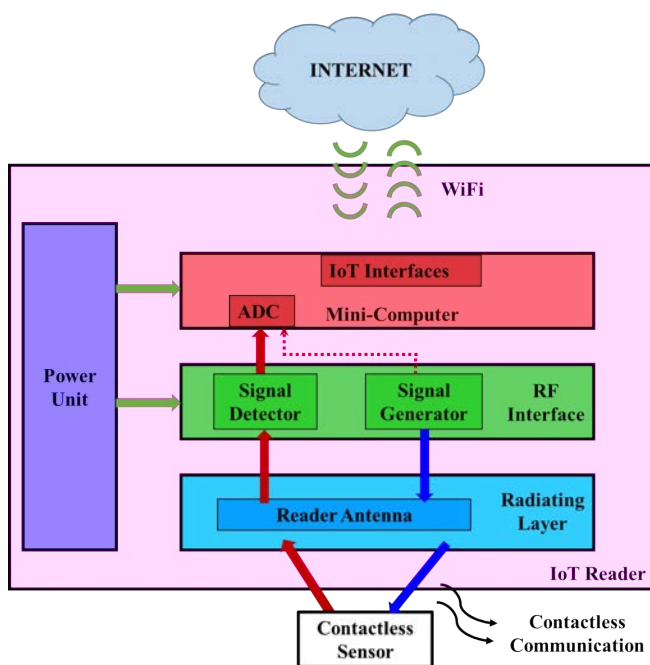 INTERNET
WiFi
IoT Interfaces
ADC
Mini-Computer
Power
Unit
Signal
Detector
Signal
Generator
RF
Interface
Reader Antenna
Radiating
Layer
IoT Reader
Contactless
Sensor
Contactless
Communication